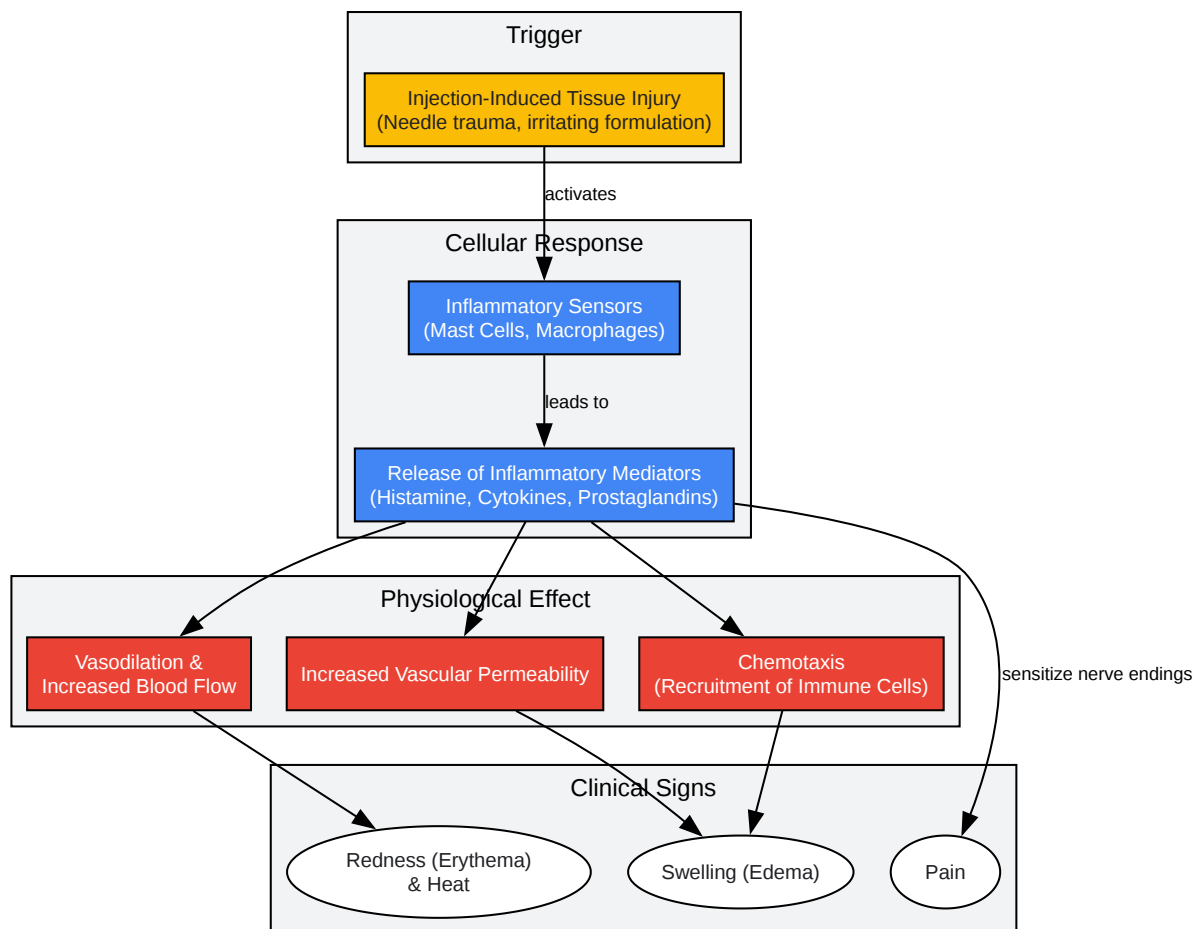 Trigger
Injection-Induced Tissue Injury
(Needle trauma, irritating formulation)
activates
Cellular Response
Inflammatory Sensors
(Mast Cells, Macrophages)
leads to
Release of Inflammatory Mediators
(Histamine, Cytokines, Prostaglandins)
Physiological Effect
Vasodilation &
Increased Blood Flow
Increased Vascular Permeability
Chemotaxis
(Recruitment of Immune Cells)
sensitize nerve endings
Clinical Signs
Redness (Erythema)
& Heat
Swelling (Edema)
Pain